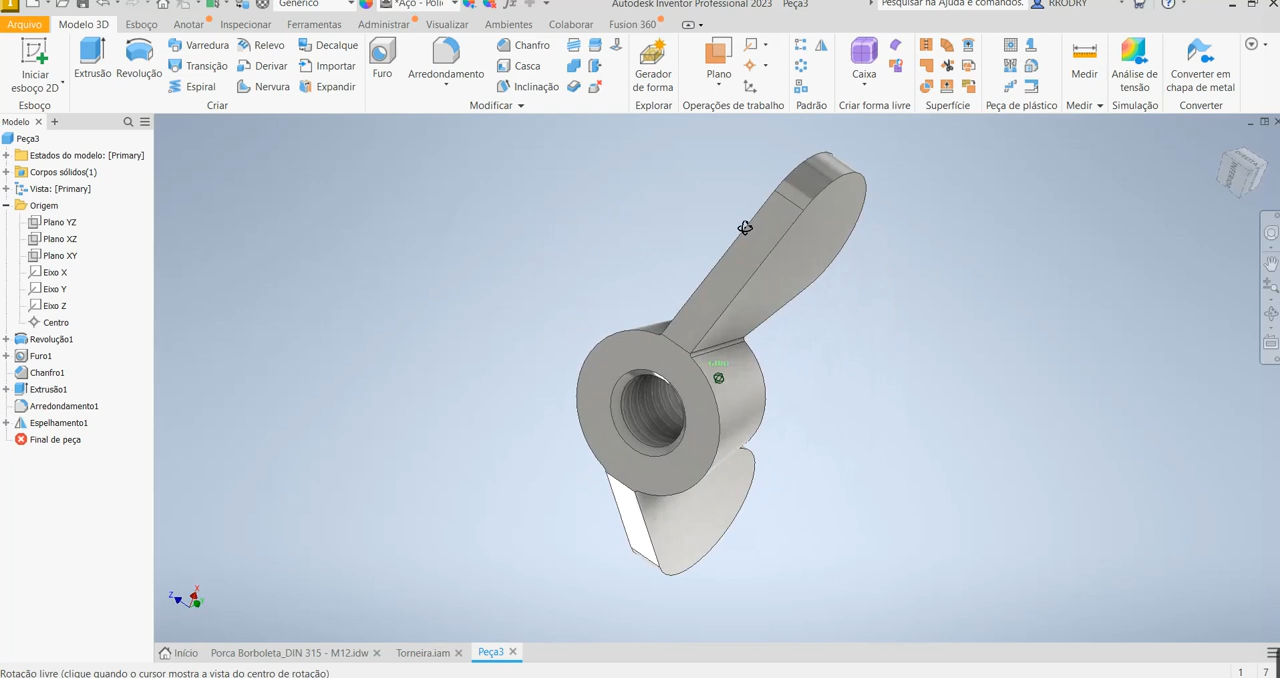 Genérico
*Aço - Poli
Autodesk Inventor Professional 2023 Peça3
Pesquisar na Ajuda e comandos.
RRODRY
Arquivo Modelo 3D Esboço Anotar Inspecionar Ferramentas Administrar Visualizar Ambientes Colaborar Fusion 360
Iniciar
esboço 2D
Esboço
Extrusão
Revolução
Varredura Relevo Decalque
Transição Derivar Importar
Espiral Nervura Expandir
Criar
Furo
Arredondamento
Chanfro
Casca
Inclinação
Modificar
Gerador
de forma
Explorar
Plano
Operações de trabalho
Padrão
Caixa
Criar forma livre
Superfície
Peça de plástico
Medir
Medir
Análise de
tensão
Simulação
Converter em
chapa de metal
Converter
Modelo
Peça3
Estados do modelo: [Primary]
Corpos sólidos(1)
Vista: [Primary]
Origem
Plano YZ
Plano XZ
Plano XY
Eixo X
Eixo Y
Eixo Z
Centro
Revolução1
Furo1
Chanfro1
Extrusão1
Arredondamento1
Espelhamento1
Final de peça
X
Z
Início Porca Borboleta_DIN 315 - M12.idw Torneira.iam Peça3
Rotação livre (clique quando o cursor mostra a vista do centro de rotação)
1 7